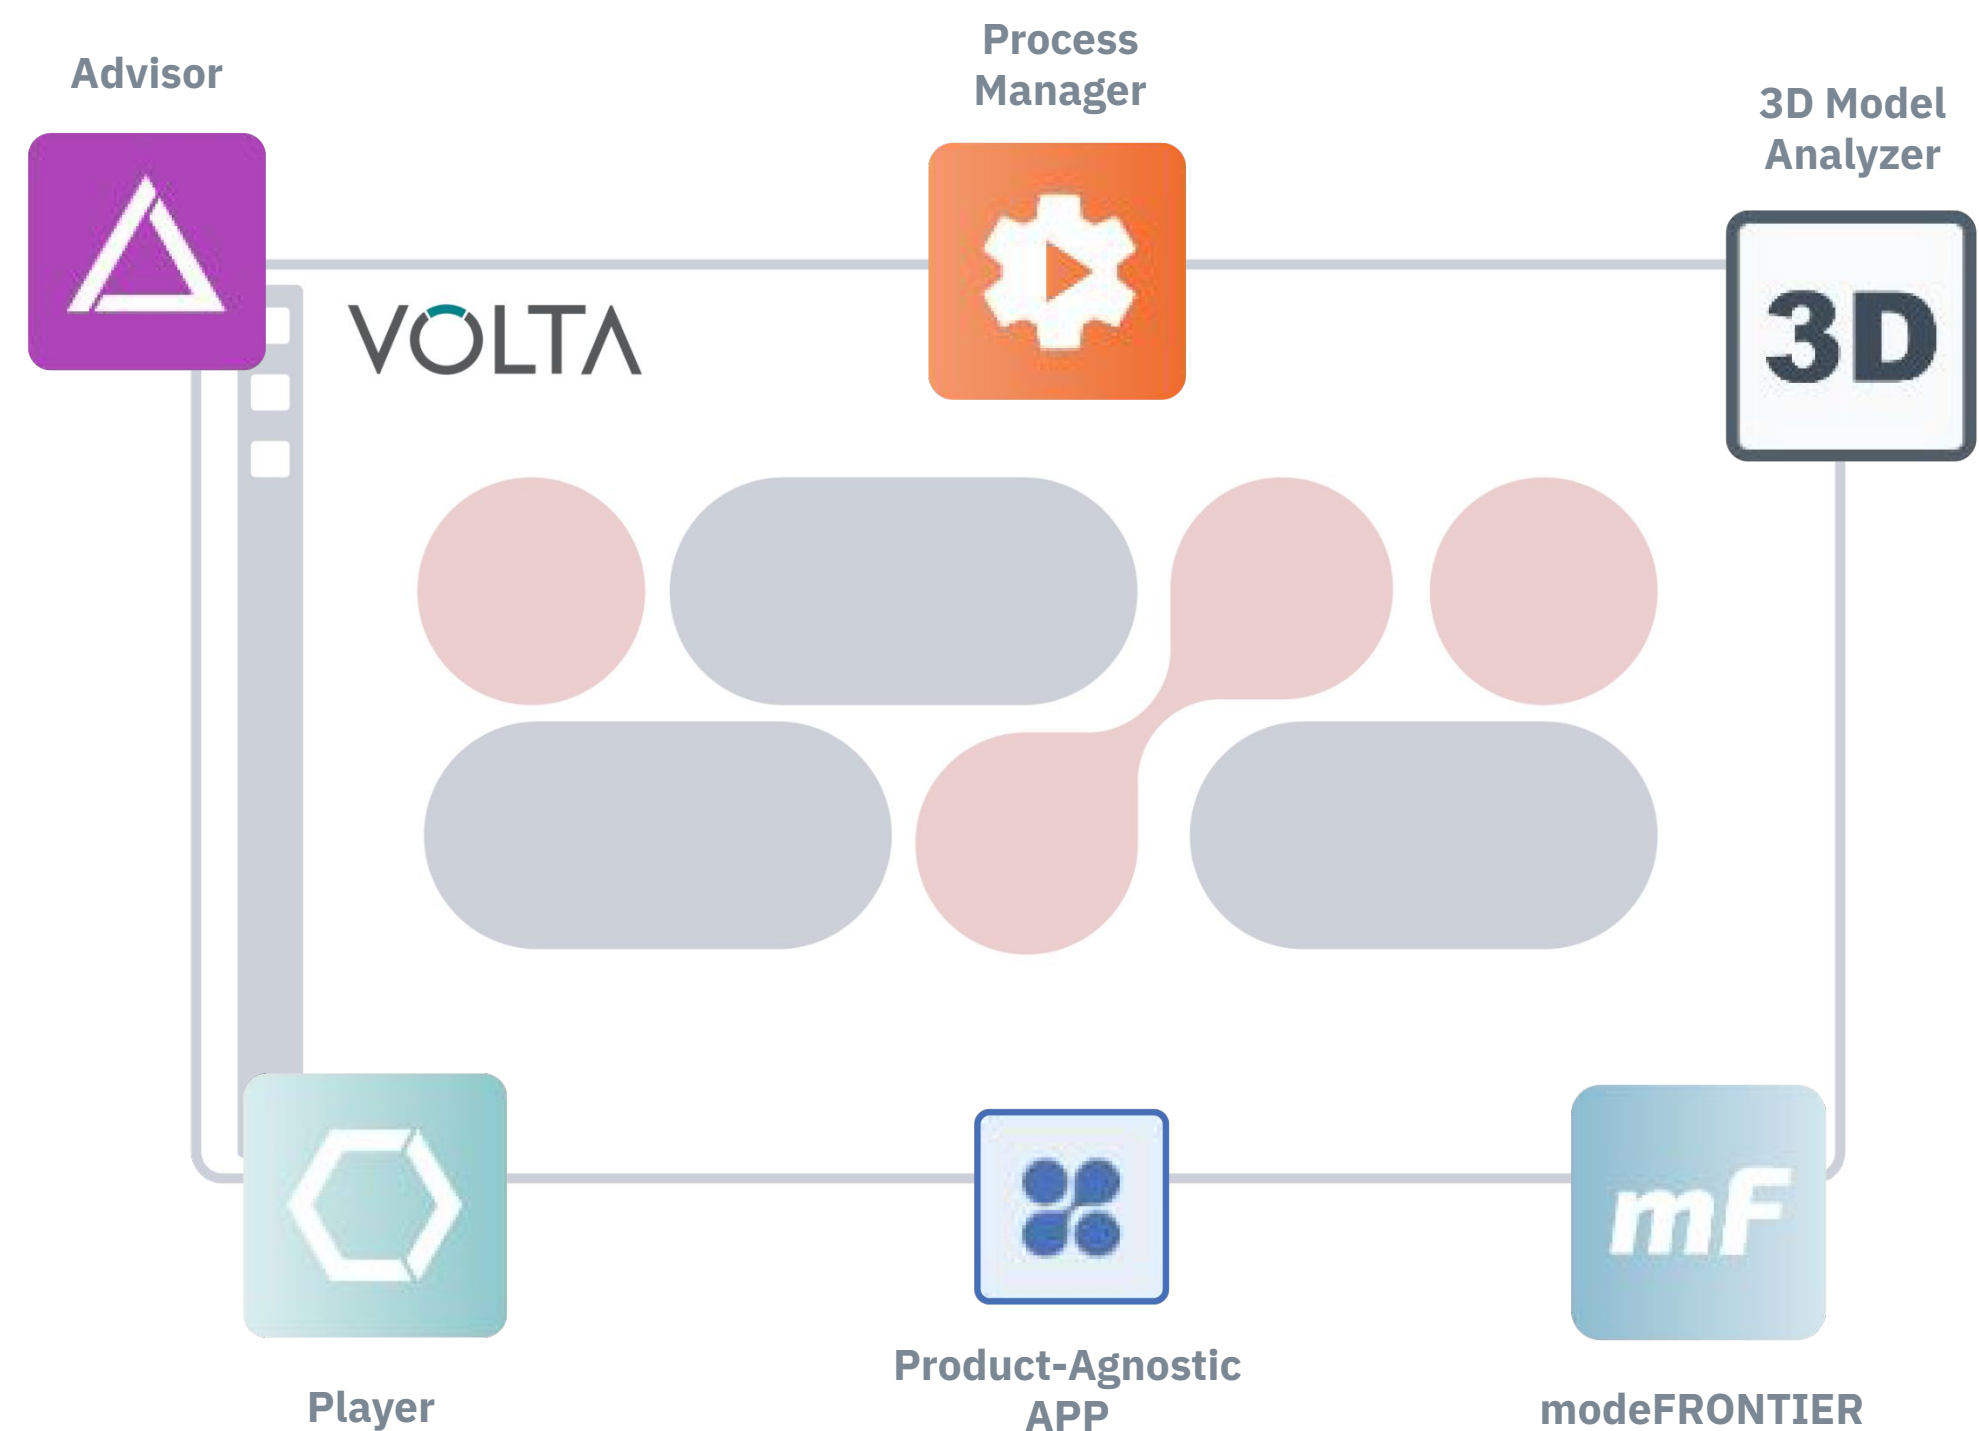 Advisor
Process
Manager
3D Model
Analyzer
3D
VOLTA
mF
Player
Product-Agnostic
APP
modeFRONTIER